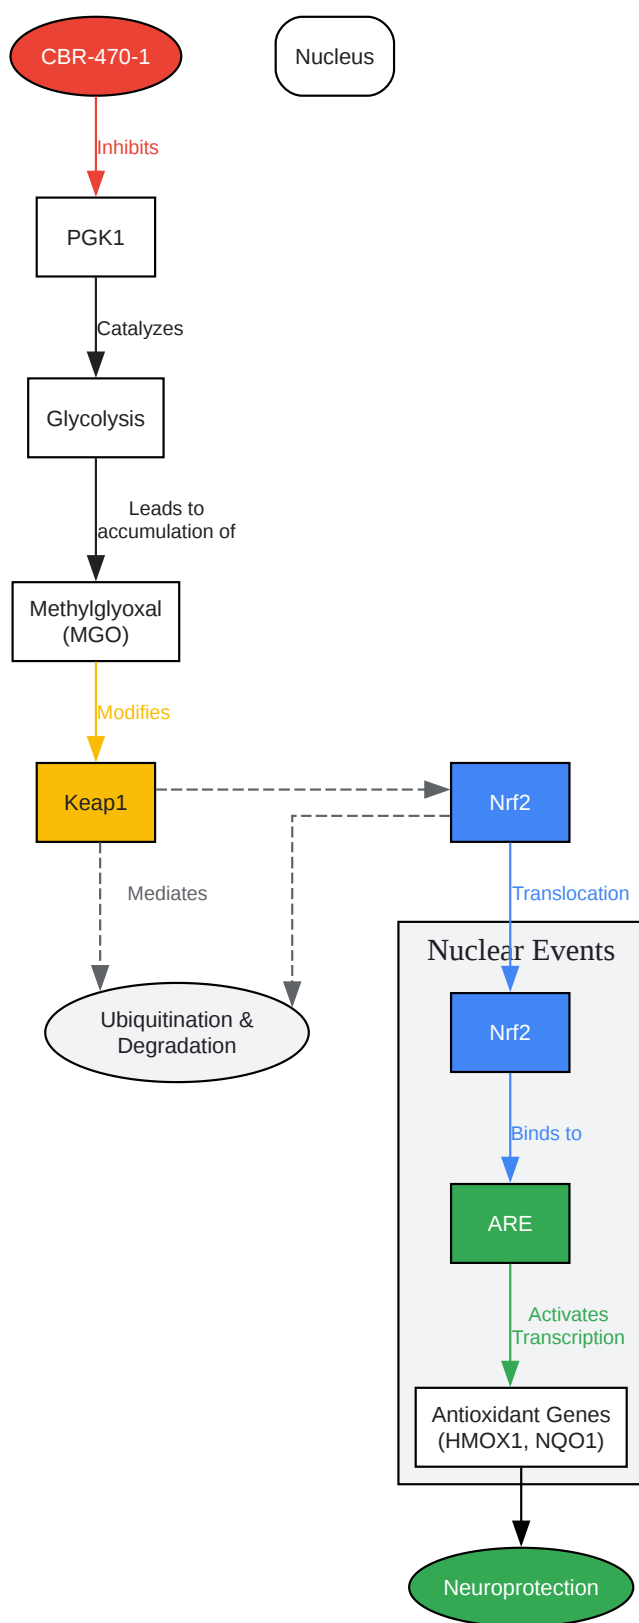 CBR-470-1
Nucleus
Inhibits
PGK1
Catalyzes
Glycolysis
Leads to
accumulation of
Methylglyoxal
(MGO)
Modifies
Keap1
Nrf2
Mediates
Translocation
Nuclear Events
Ubiquitination &
Degradation
Nrf2
Binds to
ARE
Activates
Transcription
Antioxidant Genes
(HMOX1, NQO1)
Neuroprotection